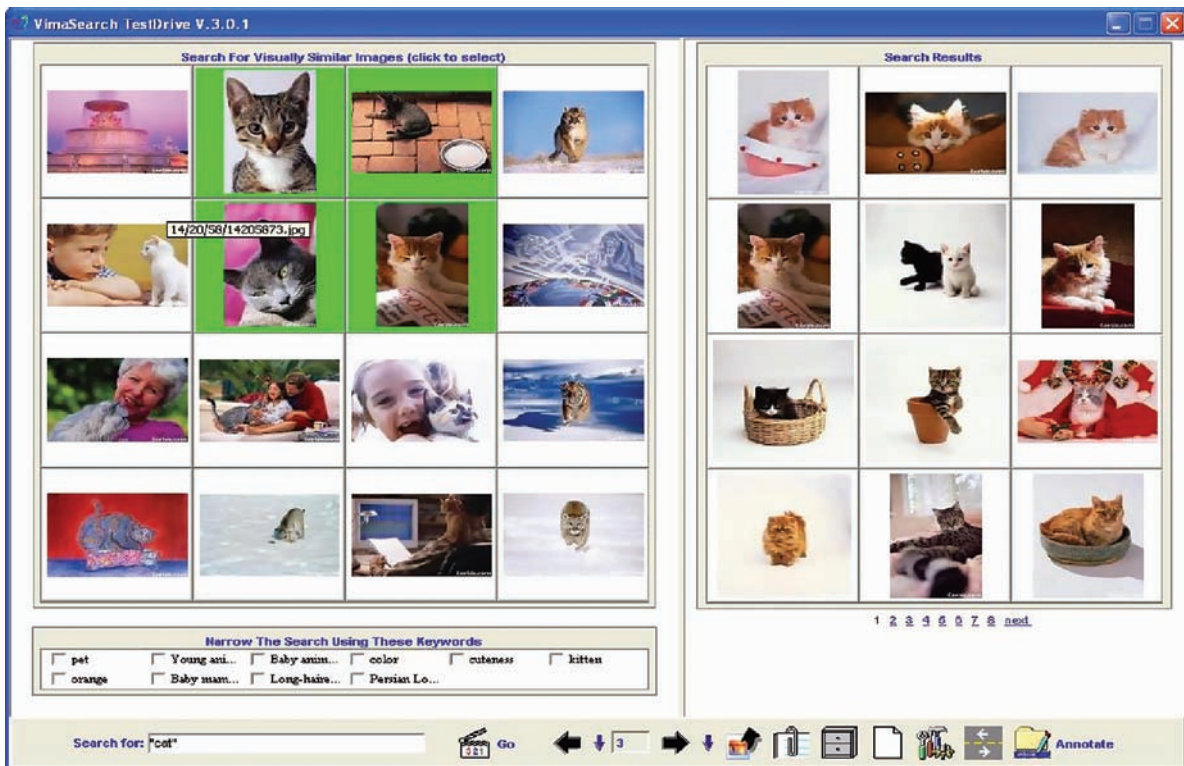 VimaSearch TestDrive V.3.0.1
Search For Visually Similar Images (click to select)
14/20/58/14205873.jpg
Narrow The Search Using These Keywords
pet Young ani... Baby anim... color cuteness kitten
orange Baby mam... Long-haire... Persian Lo...
Search Results
1 2 3 4 5 6 7 8 next
Search for: "cat" Go 3 Annotate